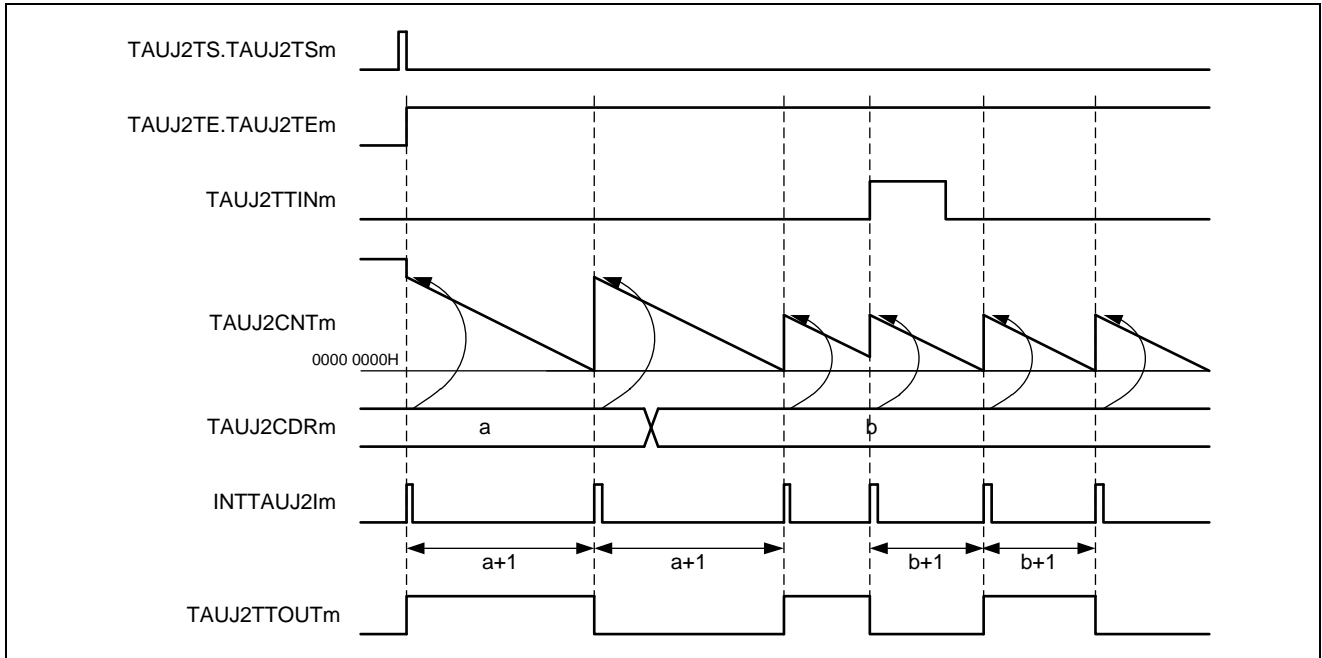 TAUJ2TS.TAUJ2TSm
TAUJ2TE.TAUJ2TEm
TAUJ2TTINm
TAUJ2CNTm
0000 0000H
TAUJ2CDRm
a
b
INTTAUJ2Im
a+1
a+1
b+1
b+1
TAUJ2TTOUTm